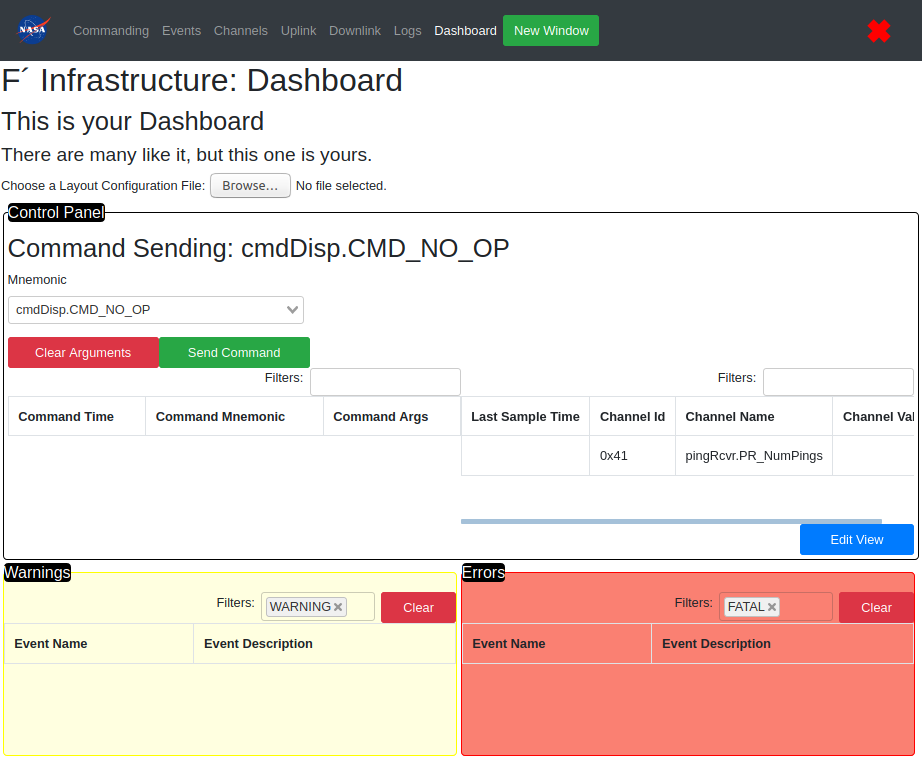 NASA Commanding Events Channels Uplink Downlink Logs Dashboard New Window
F´ Infrastructure: Dashboard
This is your Dashboard
There are many like it, but this one is yours.
Choose a Layout Configuration File: Browse... No file selected.
Control Panel
Command Sending: cmdDisp.CMD_NO_OP
Mnemonic
cmdDisp.CMD_NO_OP
Clear Arguments Send Command
Filters: Filters:
Command Time Command Mnemonic Command Args Last Sample Time Channel Id Channel Name Channel Val
0x41 pingRcvr.PR_NumPings
Edit View
Warnings Errors
Filters: WARNING Clear Filters: FATAL Clear
Event Name Event Description Event Name Event Description